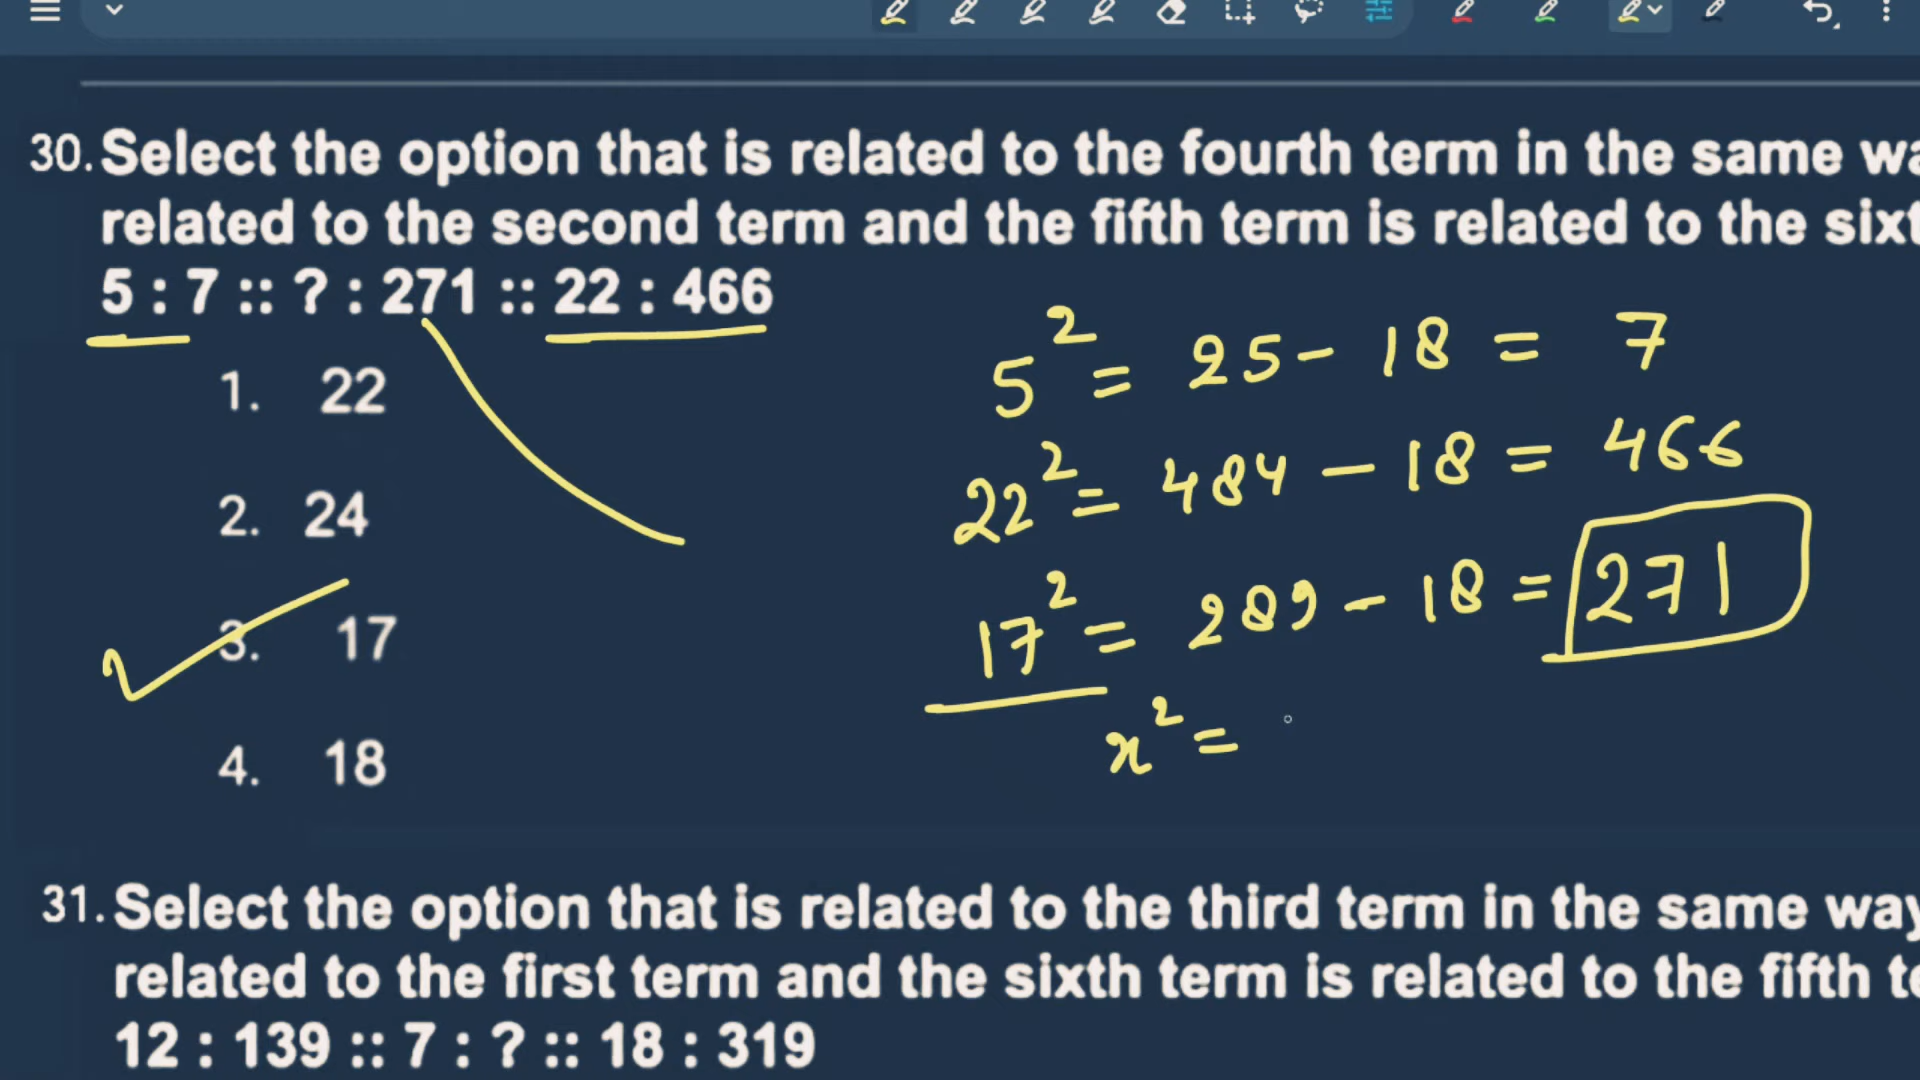 30. Select the option that is related to the fourth term in the same wa
related to the second term and the fifth term is related to the sixt
5 : 7 :: ? : 271 :: 22 : 466
1. 22
2. 24
3. 17
4. 18
5² = 25 - 18 = 7
22² = 484 - 18 = 466
17² = 289 - 18 = 271
x² =
31. Select the option that is related to the third term in the same way
related to the first term and the sixth term is related to the fifth te
12 : 139 :: 7 : ? :: 18 : 319